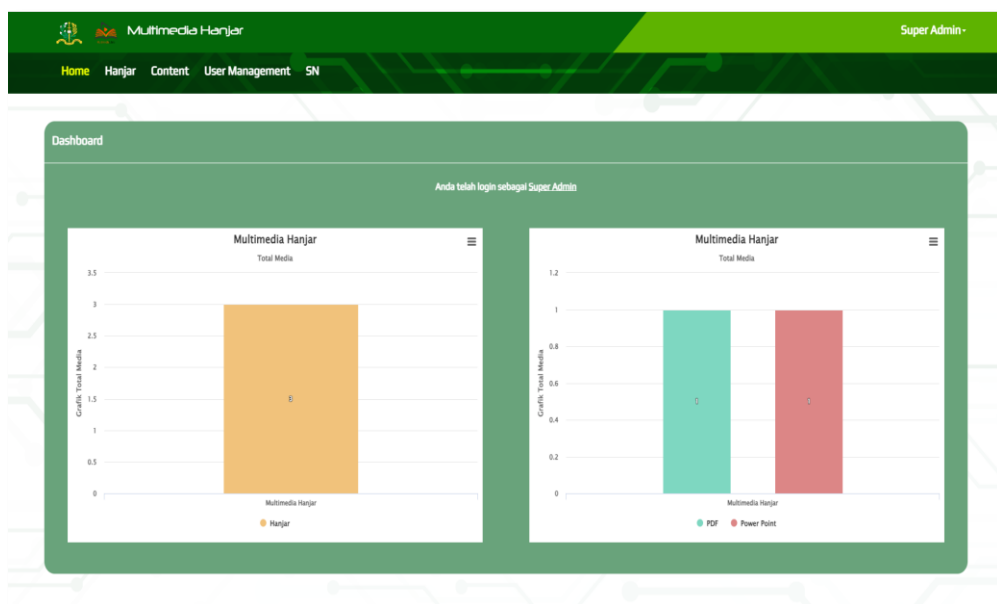 Multimedia Hanjar
Super Admin
Home Hanjar Content User Management SN
Dashboard
Anda telah login sebagai Super Admin
Multimedia Hanjar
Total Media
3.5
3
2.5
2
1.5
1
0.5
0
Grafik Total Media
3
Multimedia Hanjar
Hanjar
Multimedia Hanjar
Total Media
1.2
1
0.8
0.6
0.4
0.2
0
Grafik Total Media
1
1
Multimedia Hanjar
PDF Power Point